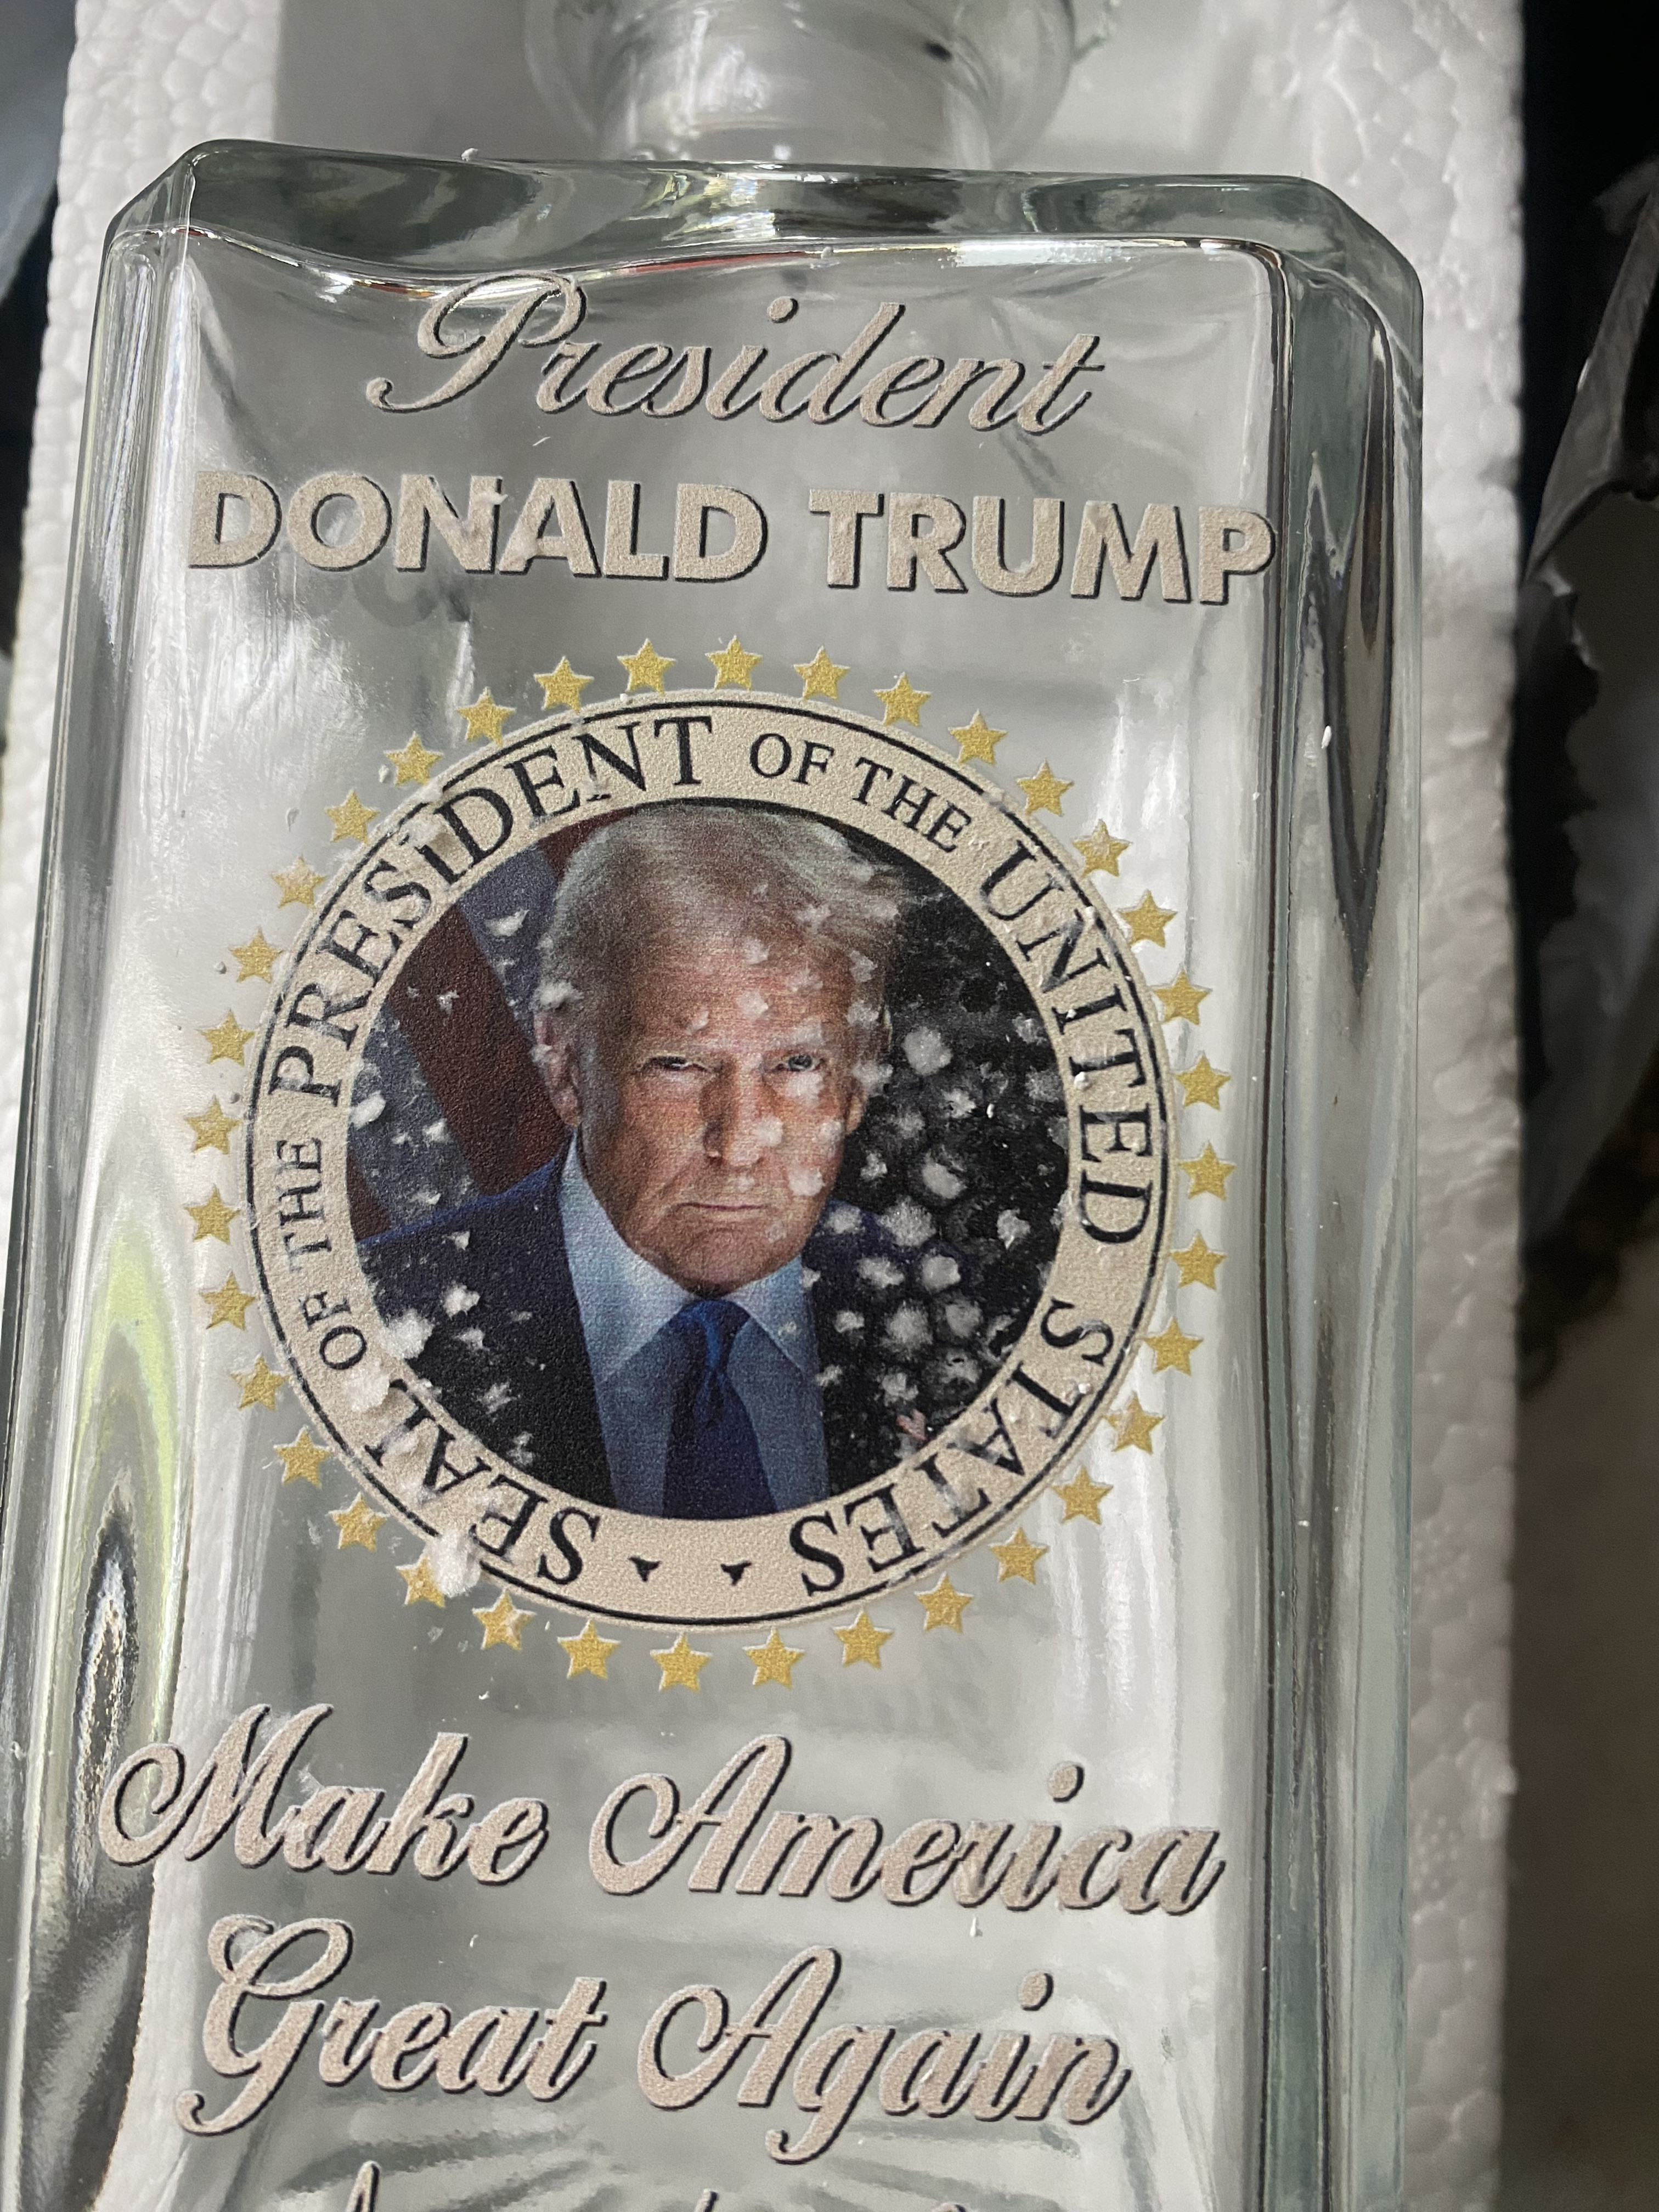 President
DONALD TRUMP
SEAL OF THE PRESIDENT OF THE UNITED STATES
Make America
Great Again